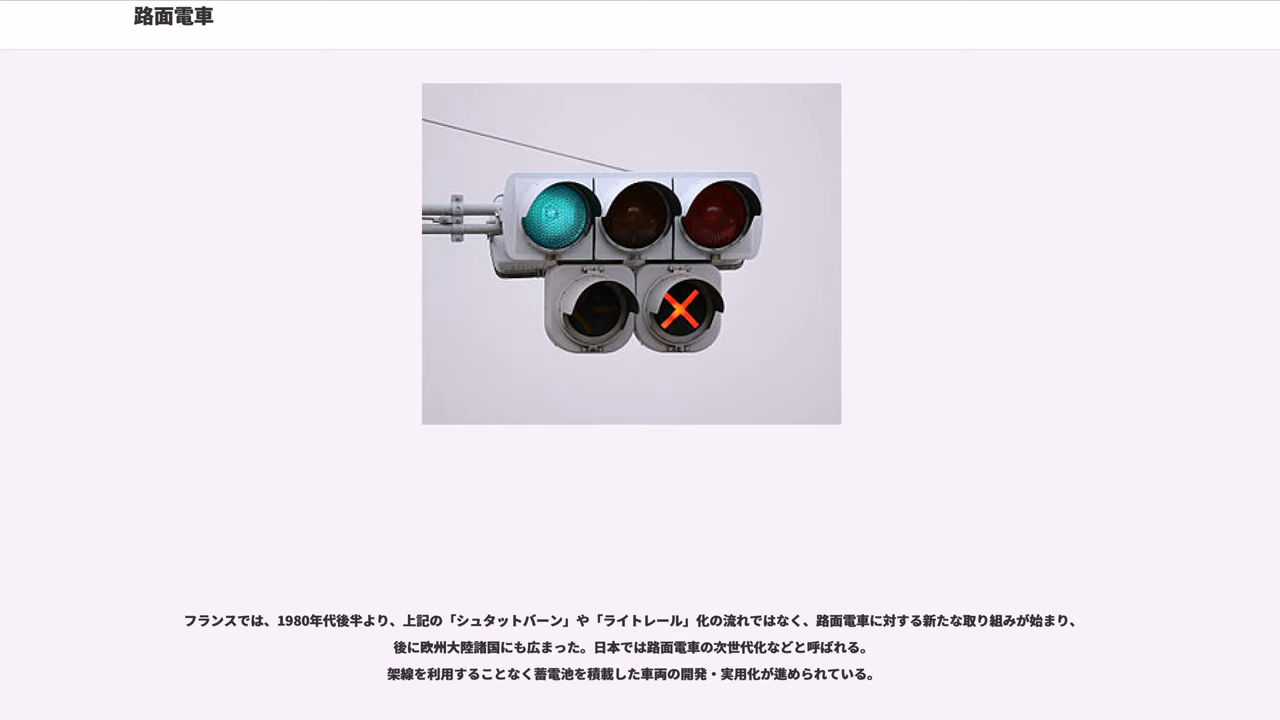 路面電車
フランスでは、1980年代後半より、上記の「シュタットバーン」や「ライトレール」化の流れではなく、路面電車に対する新たな取り組みが始まり、
後に欧州大陸諸国にも広まった。日本では路面電車の次世代化などと呼ばれる。
架線を利用することなく蓄電池を積載した車両の開発・実用化が進められている。